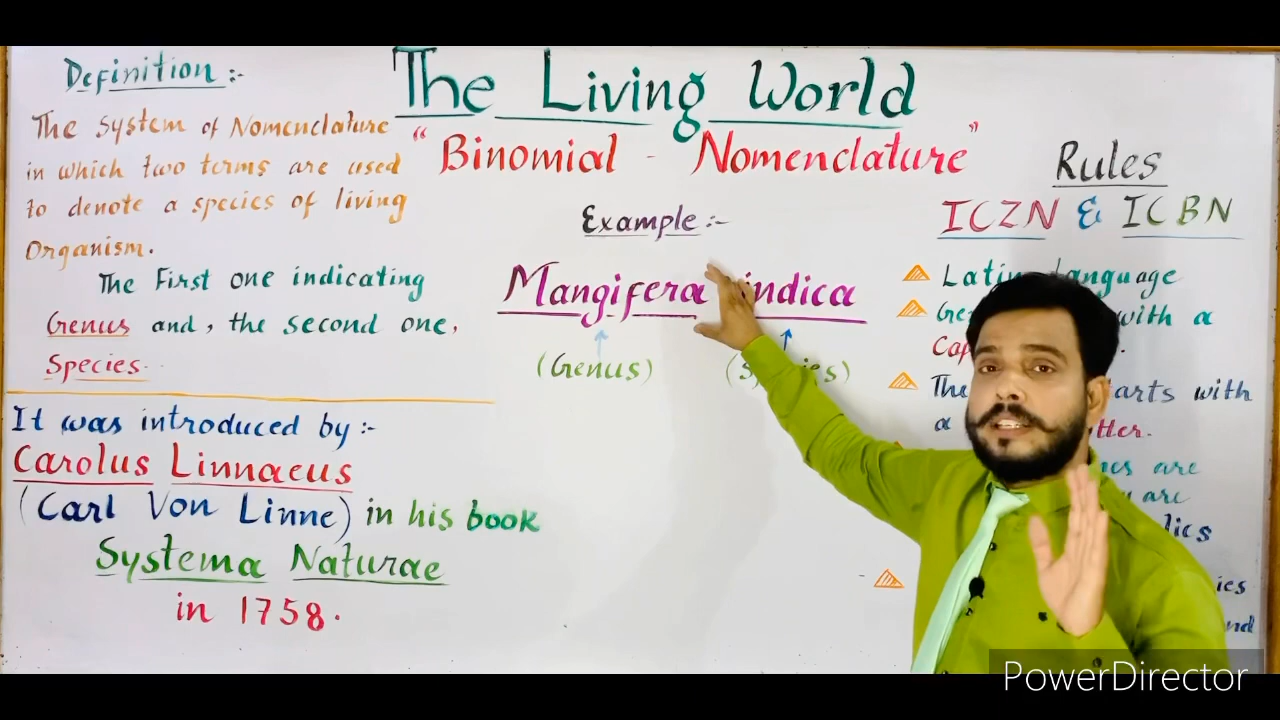 The Living World
"Binomial - Nomenclature"
Definition :-
The System of Nomenclature
in which two terms are used
to denote a species of living
Organism.
The First one indicating
Genus and, the second one,
Species.
It was introduced by :-
Carolus Linnaeus
(Carl Von Linne) in his book
Systema Naturae
in 1758.
Example :-
Mangifera indica
(Genus)
Rules
ICZN & ICBN
Latin language
with a
The with
a
are
are
PowerDirector